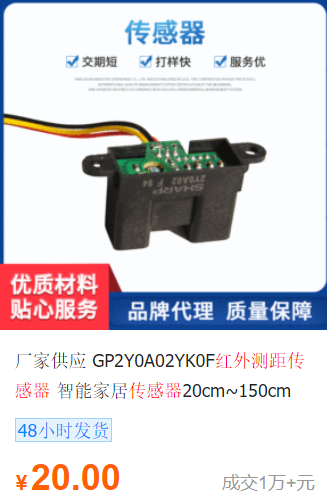 传感器
交期短 打样快 服务优
SHARP
2Y0A02 F 94
优质材料
贴心服务
品牌代理 质量保障
厂家供应 GP2Y0A02YK0F红外测距传
感器 智能家居传感器20cm~150cm
48小时发货
¥20.00 成交1万+元